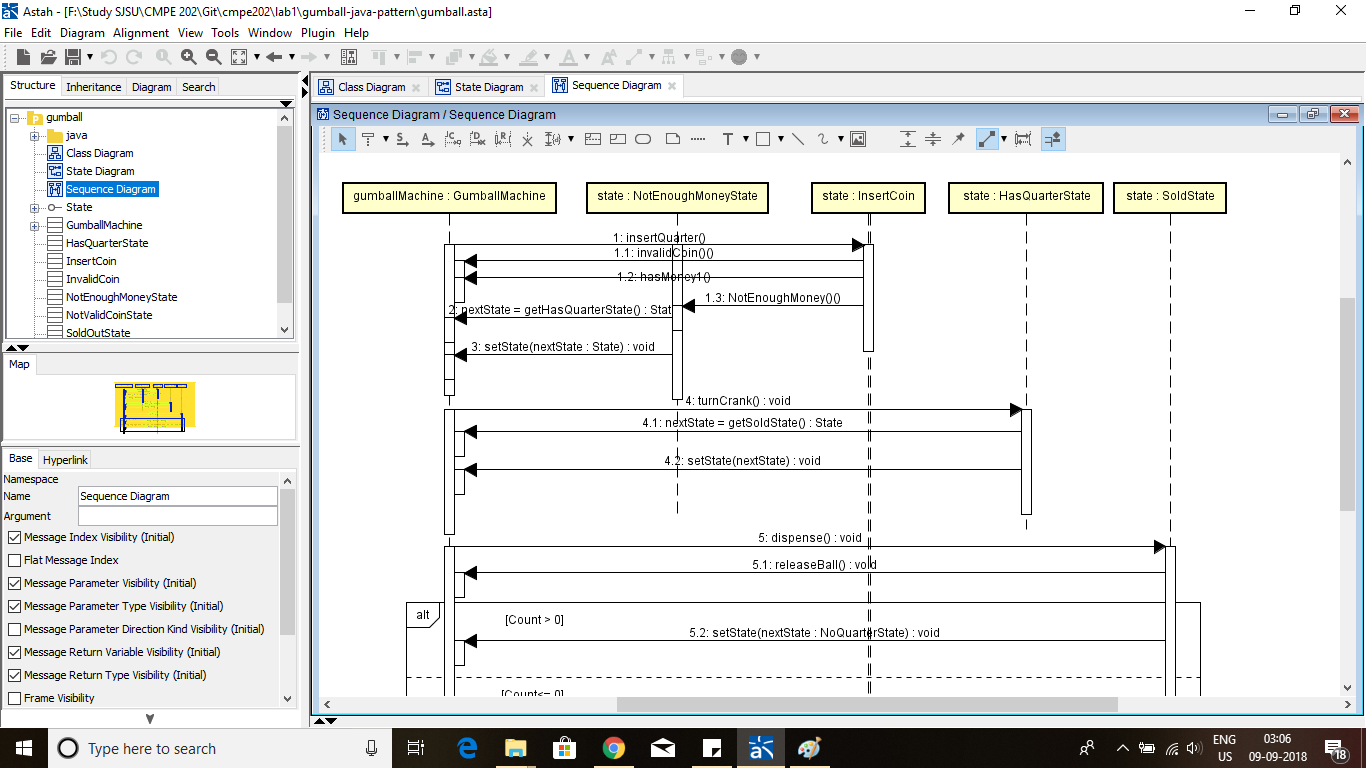 Astah - [F:\Study SJSU\CMPE 202\Git\cmpe202\lab1\gumball-java-pattern\gumball.asta]
File Edit Diagram Alignment View Tools Window Plugin Help
Structure Inheritance Diagram Search
gumball
java
Class Diagram
State Diagram
Sequence Diagram
State
GumballMachine
HasQuarterState
InsertCoin
InvalidCoin
NotEnoughMoneyState
NotValidCoinState
SoldOutState
Map
Base Hyperlink
Namespace
Name Sequence Diagram
Argument
Message Index Visibility (Initial)
Flat Message Index
Message Parameter Visibility (Initial)
Message Parameter Type Visibility (Initial)
Message Parameter Direction Kind Visibility (Initial)
Message Return Variable Visibility (Initial)
Message Return Type Visibility (Initial)
Frame Visibility
Class Diagram State Diagram Sequence Diagram
Sequence Diagram / Sequence Diagram
gumballMachine : GumballMachine state : NotEnoughMoneyState state : InsertCoin state : HasQuarterState state : SoldState
1: insertQuarter()
1.1: invalidCoin()()
1.2: hasMoney1()
1.3: NotEnoughMoney()()
2: nextState = getHasQuarterState() : Stat
3: setState(nextState : State) : void
4: turnCrank() : void
4.1: nextState = getSoldState() : State
4.2: setState(nextState) : void
5: dispense() : void
5.1: releaseBall() : void
alt [Count > 0]
5.2: setState(nextState : NoQuarterState) : void
[Count<= 0]
Type here to search
ENG
US
03:06
09-09-2018
18